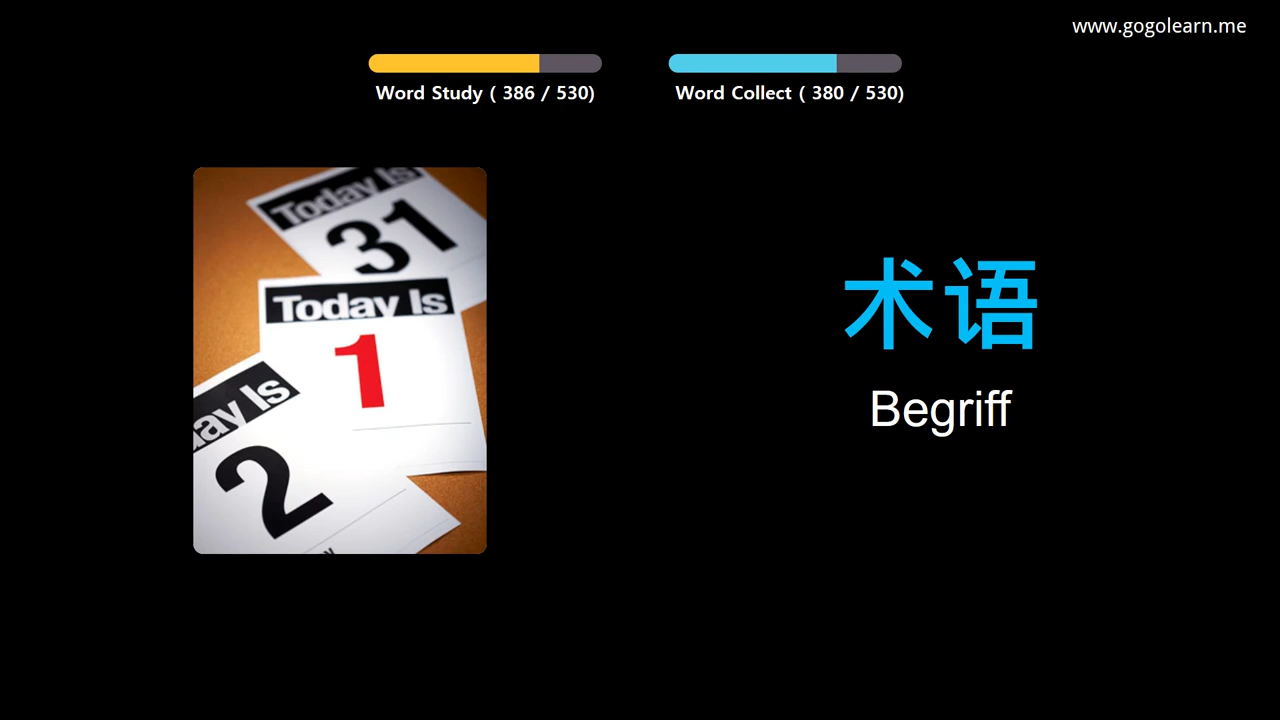 www.gogolearn.me
Word Study ( 386 / 530)
Word Collect ( 380 / 530)
Today Is
31
Today Is
1
day Is
2
术语
Begriff